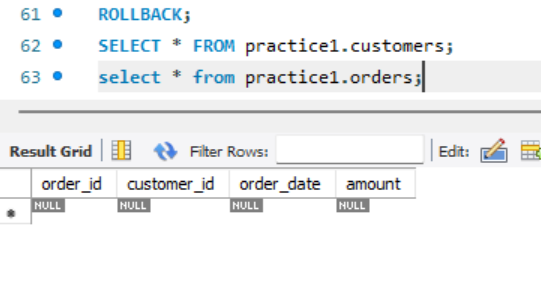 61 ROLLBACK;
62 SELECT * FROM practice1.customers;
63 select * from practice1.orders;
Result Grid Filter Rows: Edit:
order_id customer_id order_date amount
* NULL NULL NULL NULL